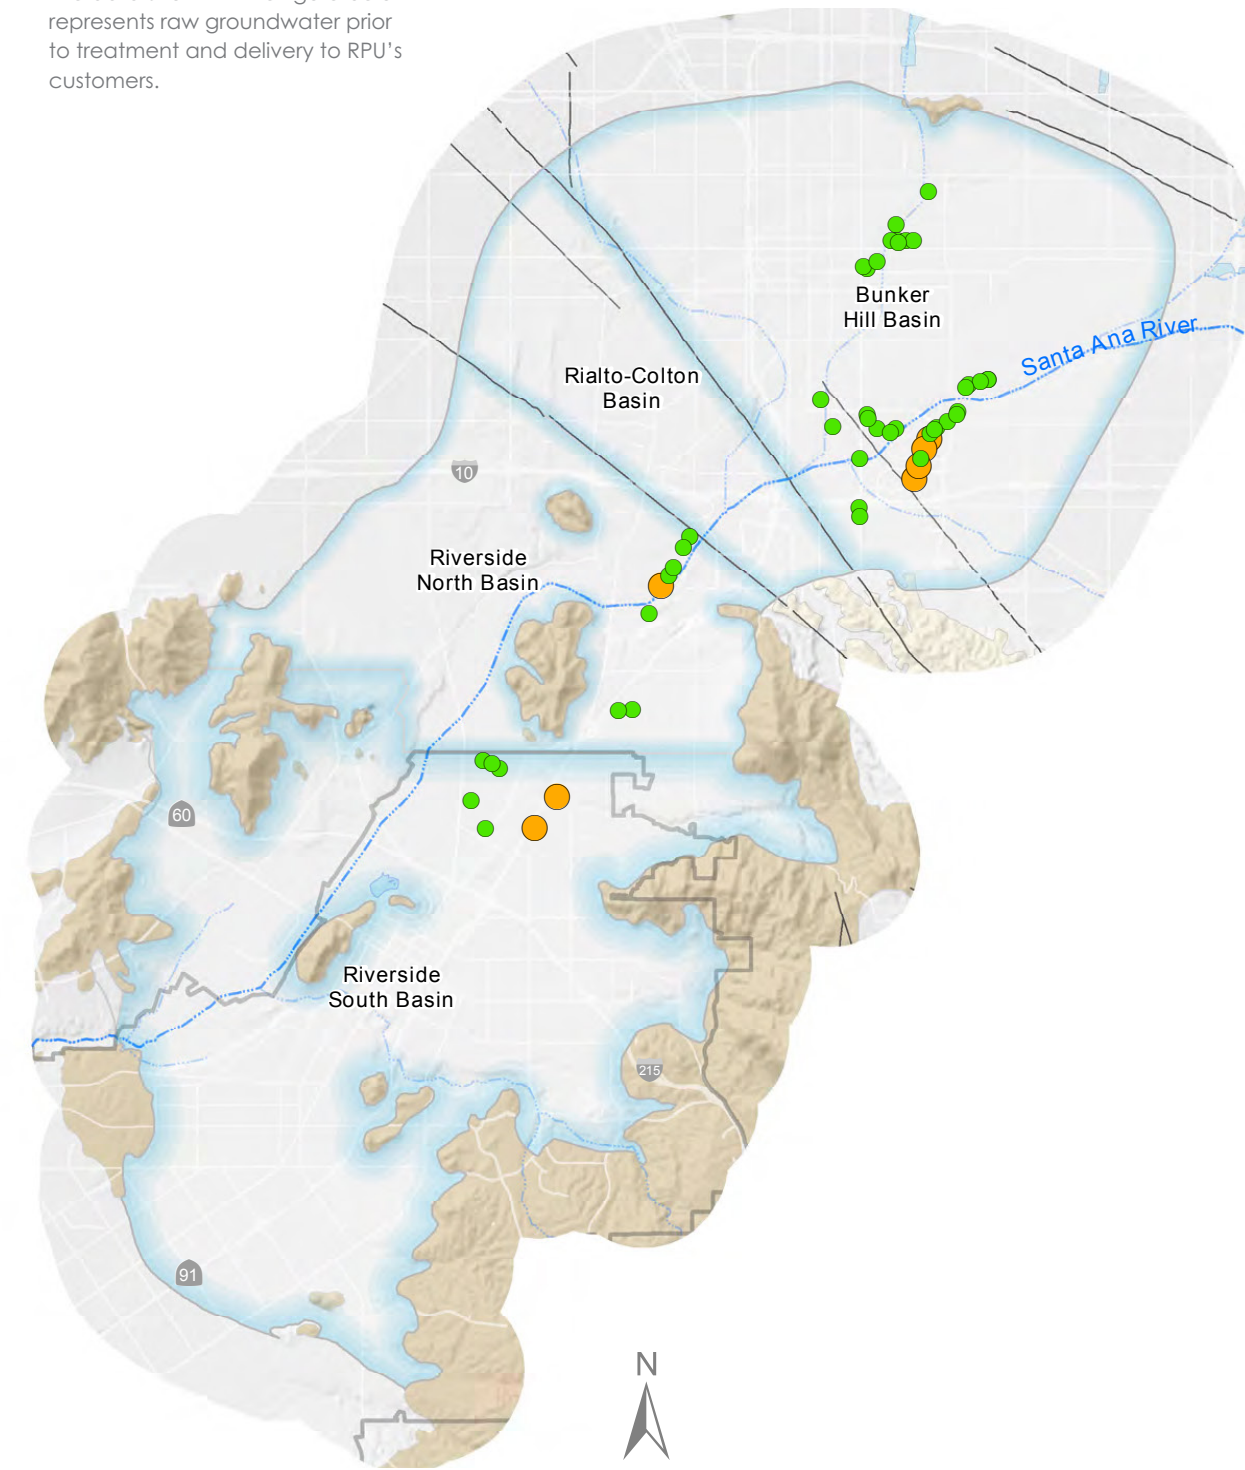 represents raw groundwater prior
to treatment and delivery to RPU's
customers.
Bunker
Hill Basin
Santa Ana River
Rialto-Colton
Basin
10
Riverside
North Basin
60
Riverside
South Basin
215
91
N